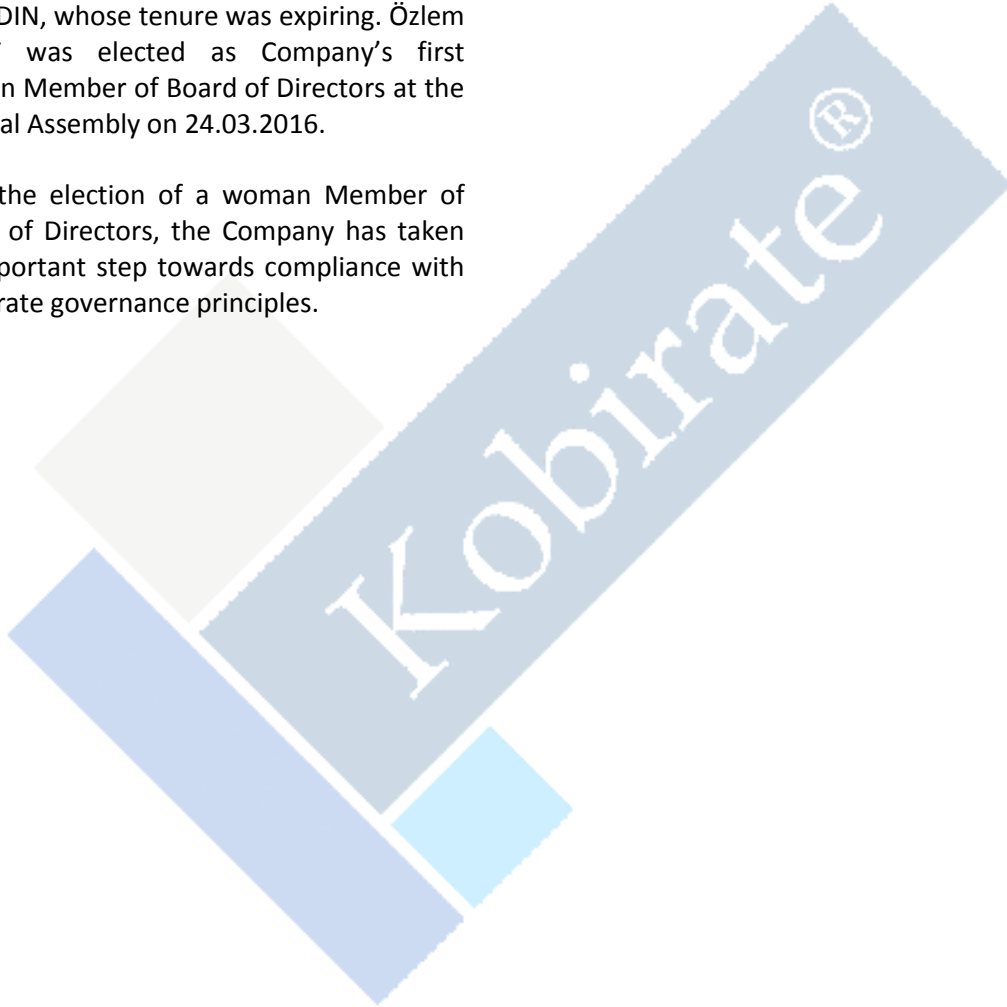 DIN, whose tenure was expiring. Özlem
was elected as Company's first
n Member of Board of Directors at the
al Assembly on 24.03.2016.
the election of a woman Member of
of Directors, the Company has taken
portant step towards compliance with
rate governance principles.
Kobirate ®